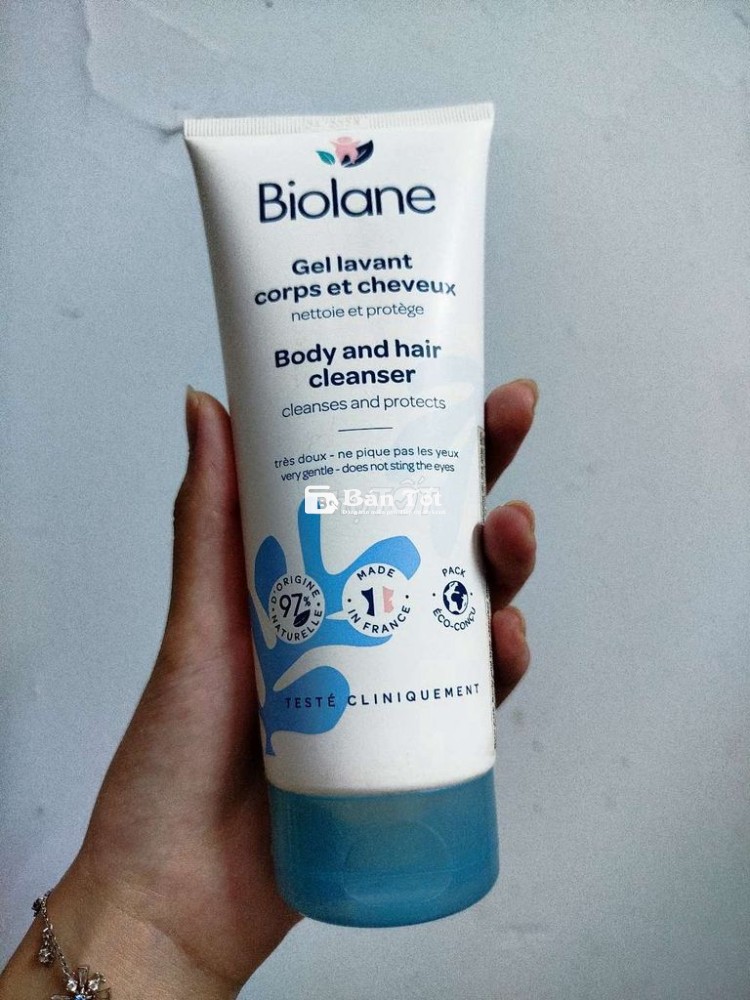 Biolane
Gel lavant
corps et cheveux
nettoie et protège
Body and hair
cleanser
cleanses and protects
très doux - ne pique pas les yeux
very gentle - does not sting the eyes
Bán Tốt
D'ORIGINE
97%
NATURELLE
MADE
IN FRANCE
PACK
ÉCO-CONÇU
TESTÉ CLINIQUEMENT